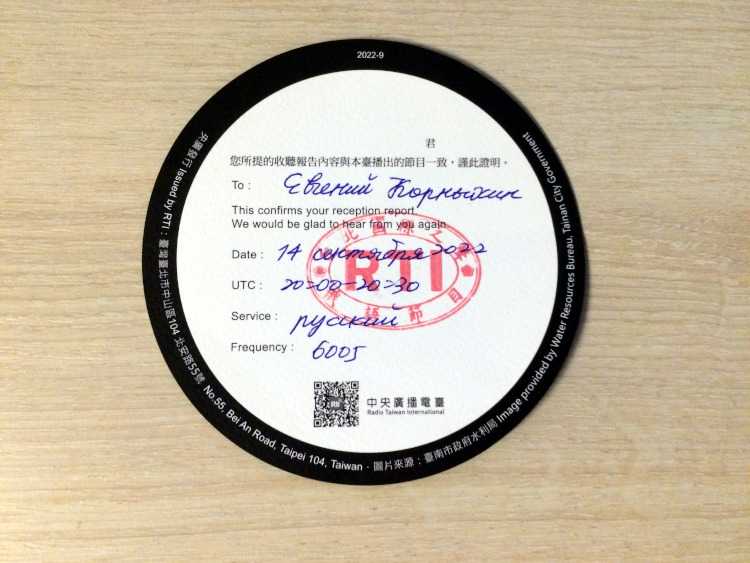 2022-9
君
您所提的收聽報告內容與本臺播出的節目一致，謹此證明。
To : Евгений Корныхин
This confirms your reception report.
We would be glad to hear from you again
Date : 14 сентября 2022
UTC : 20:00-20:30
Service : русский
Frequency : 6005
RTI
語節目
中央廣播電臺
Radio Taiwan International
央廣發行 Issued by RTI : 臺灣臺北市中山區104 北安路55號 No.55, Bei An Road, Taipei 104, Taiwan · 圖片來源 : 臺南市政府水利局 Image provided by Water Resources Bureau, Tainan City Government